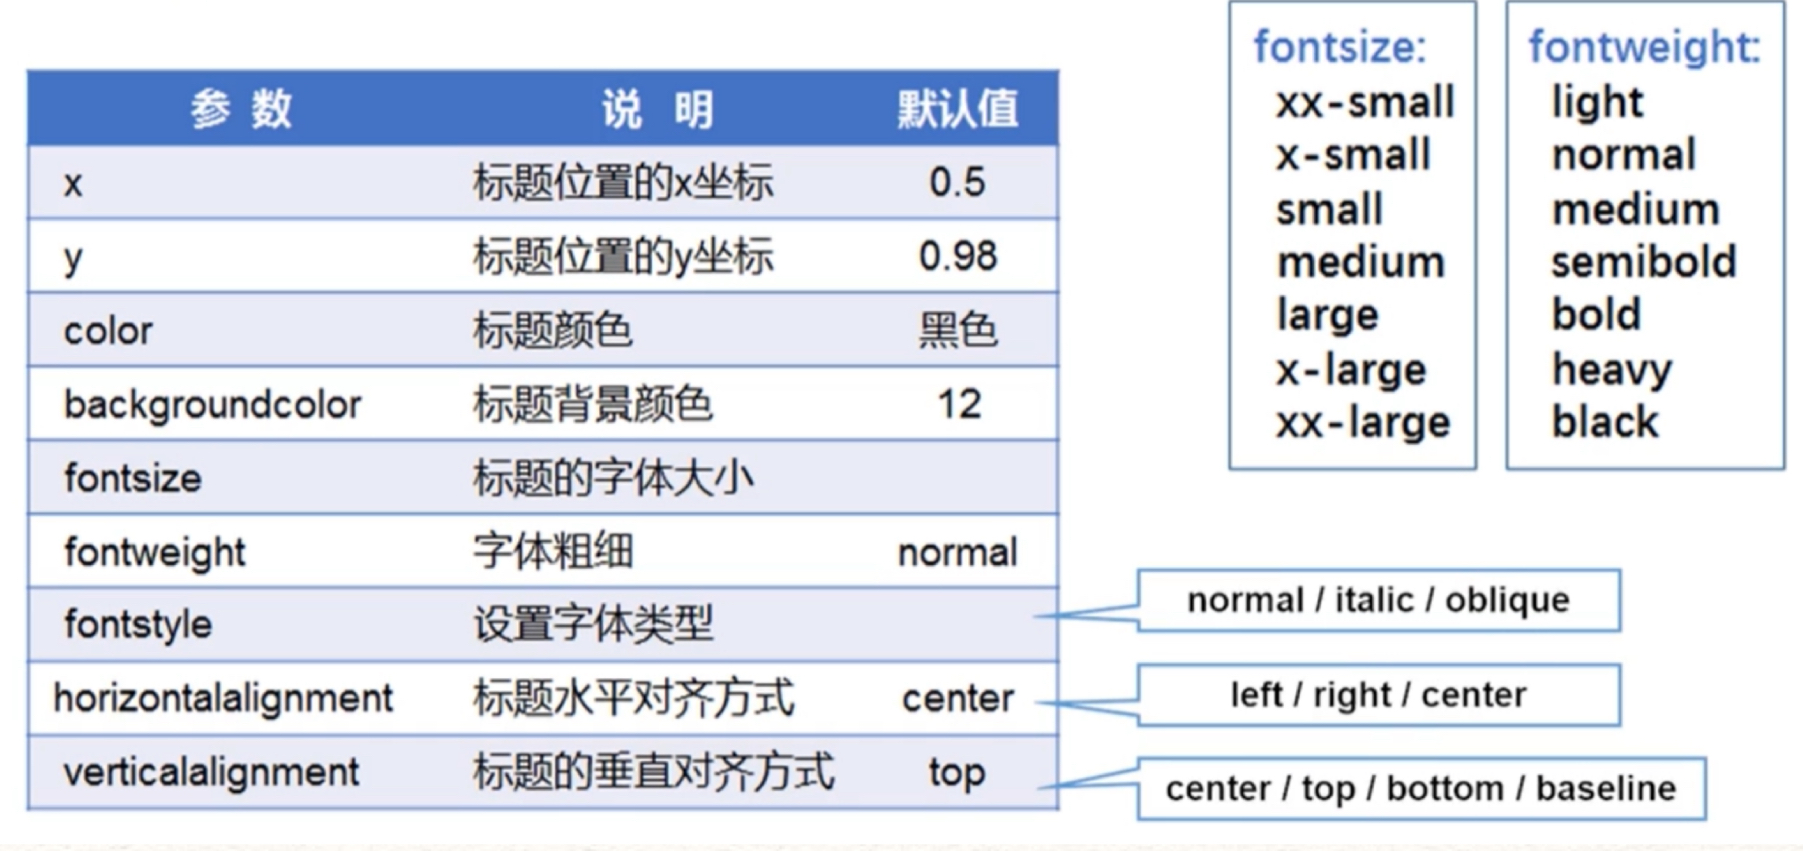 参 数 说 明 默认值
x 标题位置的x坐标 0.5
y 标题位置的y坐标 0.98
color 标题颜色 黑色
backgroundcolor 标题背景颜色 12
fontsize 标题的字体大小
fontweight 字体粗细 normal
fontstyle 设置字体类型
horizontalalignment 标题水平对齐方式 center
verticalalignment 标题的垂直对齐方式 top
fontsize:
xx-small
x-small
small
medium
large
x-large
xx-large
fontweight:
light
normal
medium
semibold
bold
heavy
black
normal / italic / oblique
left / right / center
center / top / bottom / baseline